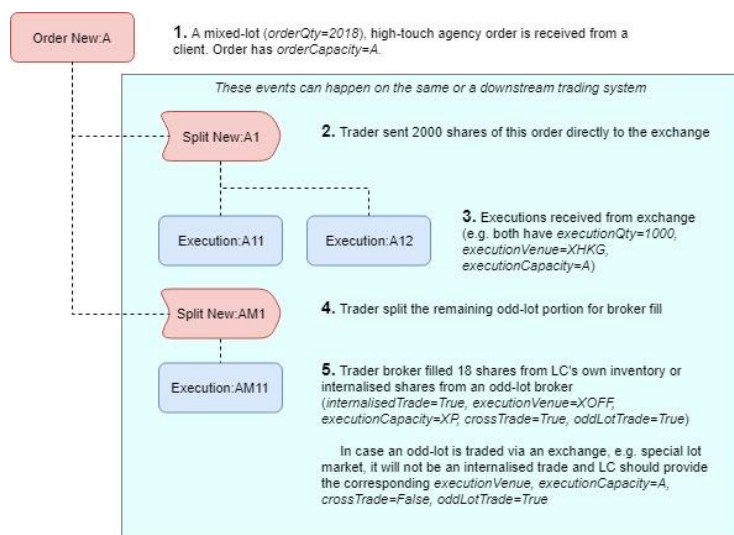 Order New:A
1. A mixed-lot (orderQty=2018), high-touch agency order is received from a
client. Order has orderCapacity=A.
These events can happen on the same or a downstream trading system
Split New:A1
2. Trader sent 2000 shares of this order directly to the exchange
Execution:A11
Execution:A12
3. Executions received from exchange
(e.g. both have executionQty=1000,
executionVenue=XHKG,
executionCapacity=A)
Split New:AM1
4. Trader split the remaining odd-lot portion for broker fill
Execution:AM11
5. Trader broker filled 18 shares from LC's own inventory or
internalised shares from an odd-lot broker
(internalisedTrade=True, executionVenue=XOFF,
executionCapacity=XP, crossTrade=True, oddLotTrade=True)
In case an odd-lot is traded via an exchange, e.g. special lot
market, it will not be an internalised trade and LC should provide
the corresponding executionVenue, executionCapacity=A,
crossTrade=False, oddLotTrade=True